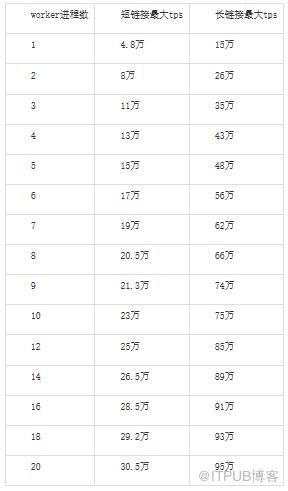 worker进程数 短链接最大tps 长链接最大tps
1 4.8万 15万
2 8万 26万
3 11万 35万
4 13万 43万
5 15万 48万
6 17万 56万
7 19万 62万
8 20.5万 66万
9 21.3万 74万
10 23万 75万
12 25万 85万
14 26.5万 89万
16 28.5万 91万
18 29.2万 93万
20 30.5万 95万
@ITPUB博客